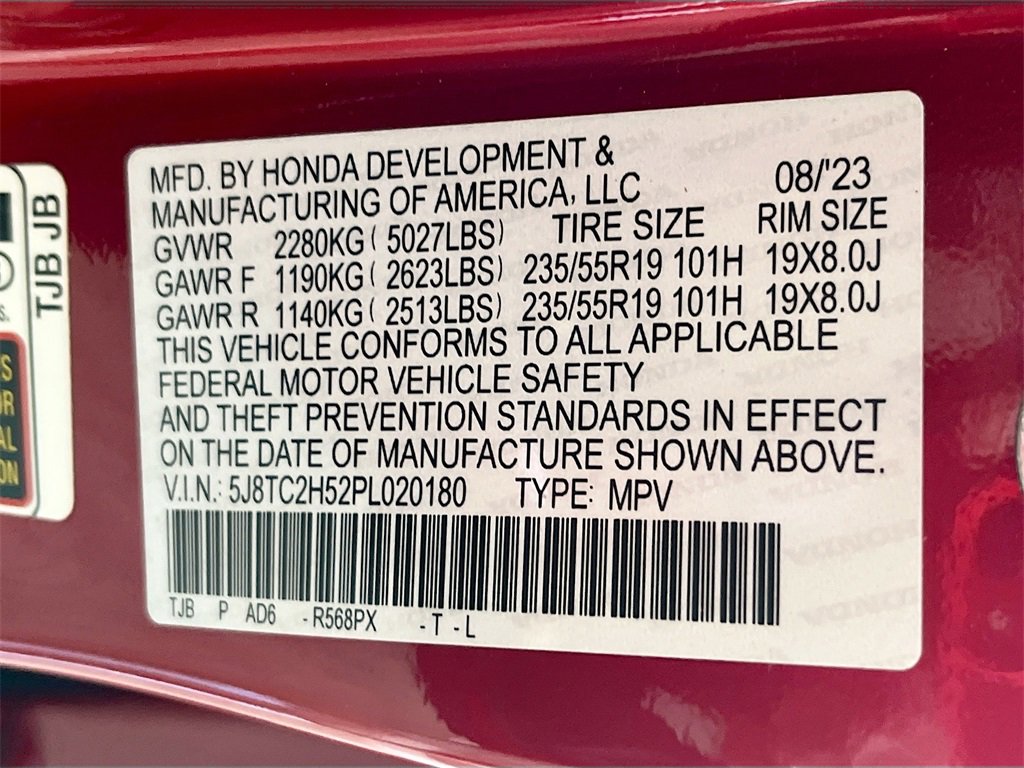 MFD. BY HONDA DEVELOPMENT &
MANUFACTURING OF AMERICA, LLC 08/'23
GVWR 2280KG ( 5027LBS) TIRE SIZE RIM SIZE
GAWR F 1190KG ( 2623LBS) 235/55R19 101H 19X8.0J
GAWR R 1140KG ( 2513LBS) 235/55R19 101H 19X8.0J
THIS VEHICLE CONFORMS TO ALL APPLICABLE
FEDERAL MOTOR VEHICLE SAFETY
AND THEFT PREVENTION STANDARDS IN EFFECT
ON THE DATE OF MANUFACTURE SHOWN ABOVE.
V.I.N.: 5J8TC2H52PL020180 TYPE: MPV
TJB P AD6 - R568PX - T - L
TJB JB